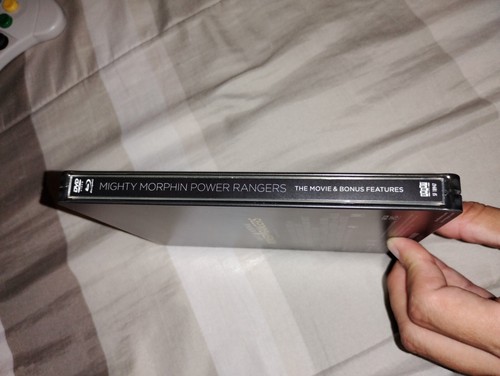 MIGHTY MORPHIN POWER RANGERS THE MOVIE & BONUS FEATURES